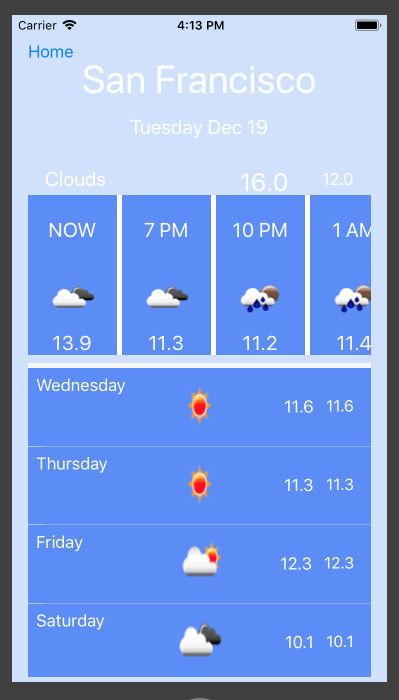 Carrier 4:13 PM
Home
San Francisco
Tuesday Dec 19
Clouds 16.0 12.0
NOW 7 PM 10 PM 1 AM
13.9 11.3 11.2 11.4
Wednesday 11.6 11.6
Thursday 11.3 11.3
Friday 12.3 12.3
Saturday 10.1 10.1